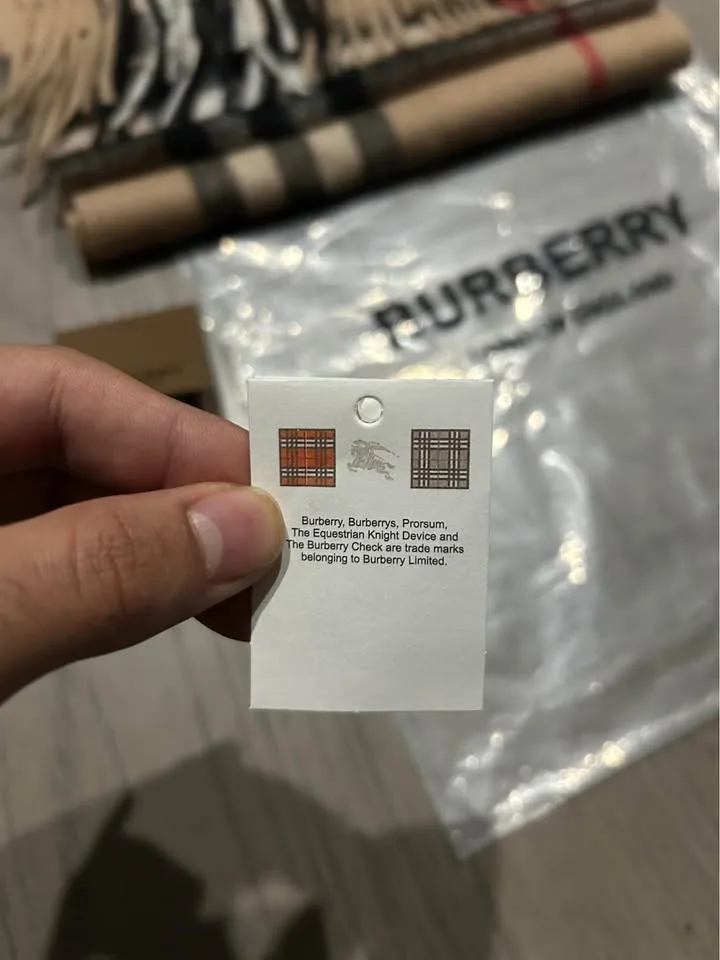 BURBERRY
Burberry, Burberrys, Prorsum,
The Equestrian Knight Device and
The Burberry Check are trade marks
belonging to Burberry Limited.